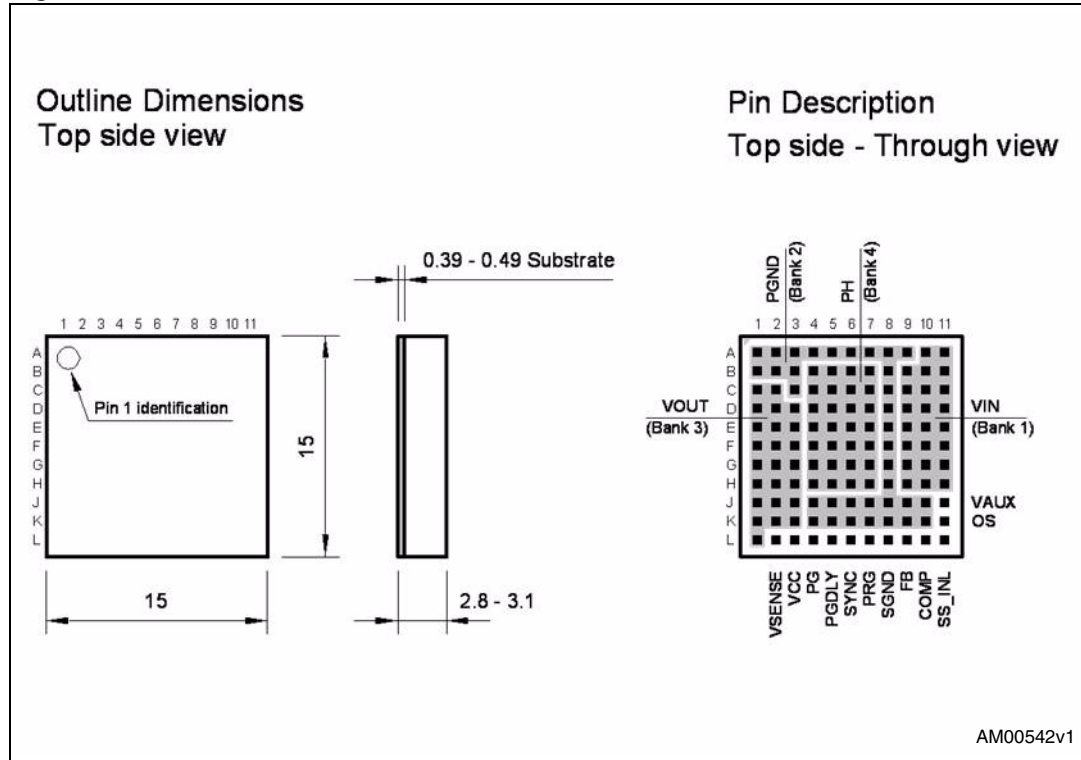 Outline Dimensions
Top side view
Pin Description
Top side - Through view
0.39 - 0.49 Substrate
PGND
(Bank 2)
PH
(Bank 4)
1 2 3 4 5 6 7 8 9 10 11
A
B
C
D
E
F
G
H
J
K
L
Pin 1 identification
15
15
2.8 - 3.1
1 2 3 4 5 6 7 8 9 10 11
A
B
C
D
E
F
G
H
J
K
L
VOUT
(Bank 3)
VIN
(Bank 1)
VAUX
OS
VSENSE
VCC
PG
PGDLY
SYNC
PRG
SGND
FB
COMP
SS_INL
AM00542v1